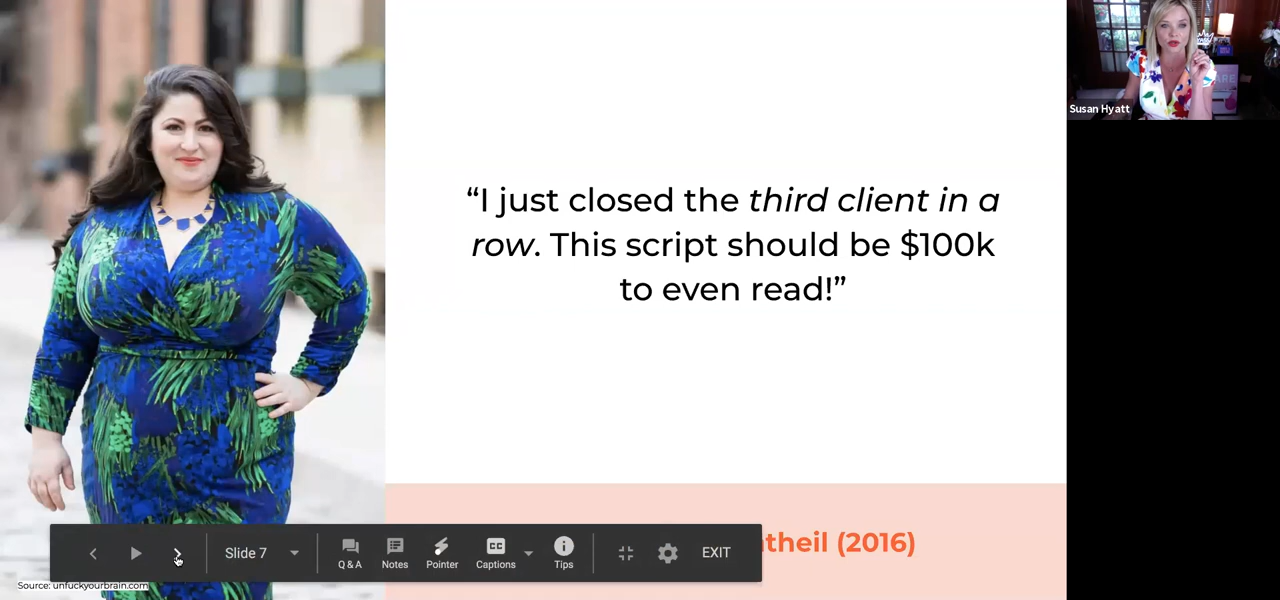 Susan Hyatt
“I just closed the third client in a
row. This script should be $100k
to even read!”
theil (2016)
Slide 7
Q & A
Notes
Pointer
CC
Captions
Tips
EXIT
Source: unfuckyourbrain.com